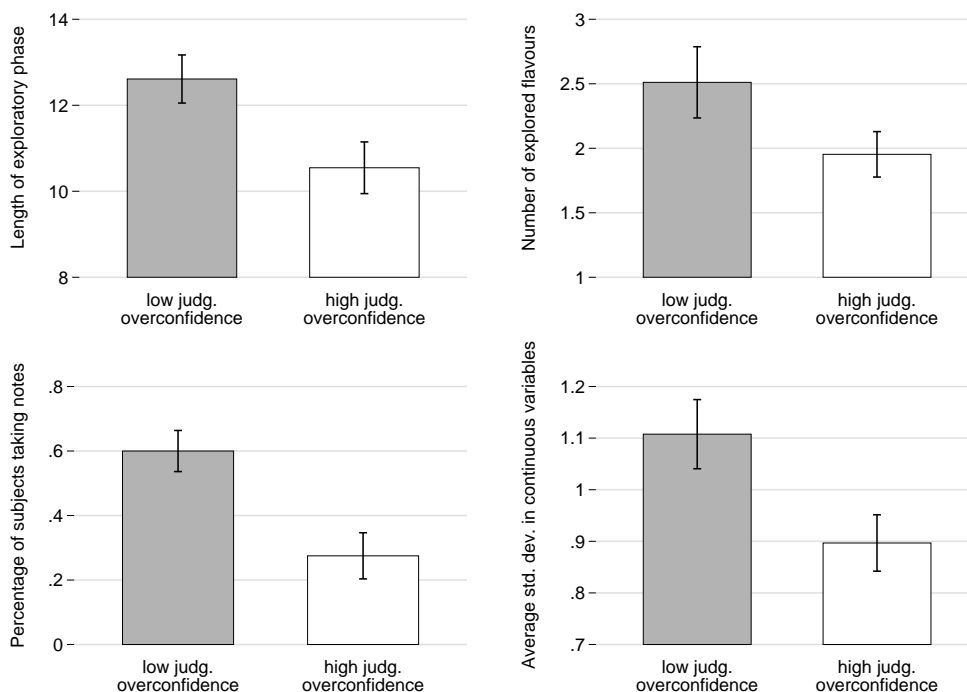 Length of exploratory phase
14
12
10
8
low judg.
overconfidence
high judg.
overconfidence
Number of explored flavours
3
2.5
2
1.5
1
low judg.
overconfidence
high judg.
overconfidence
Percentage of subjects taking notes
.8
.6
.4
.2
0
low judg.
overconfidence
high judg.
overconfidence
Average std. dev. in continuous variables
1.2
1.1
1
.9
.8
.7
low judg.
overconfidence
high judg.
overconfidence